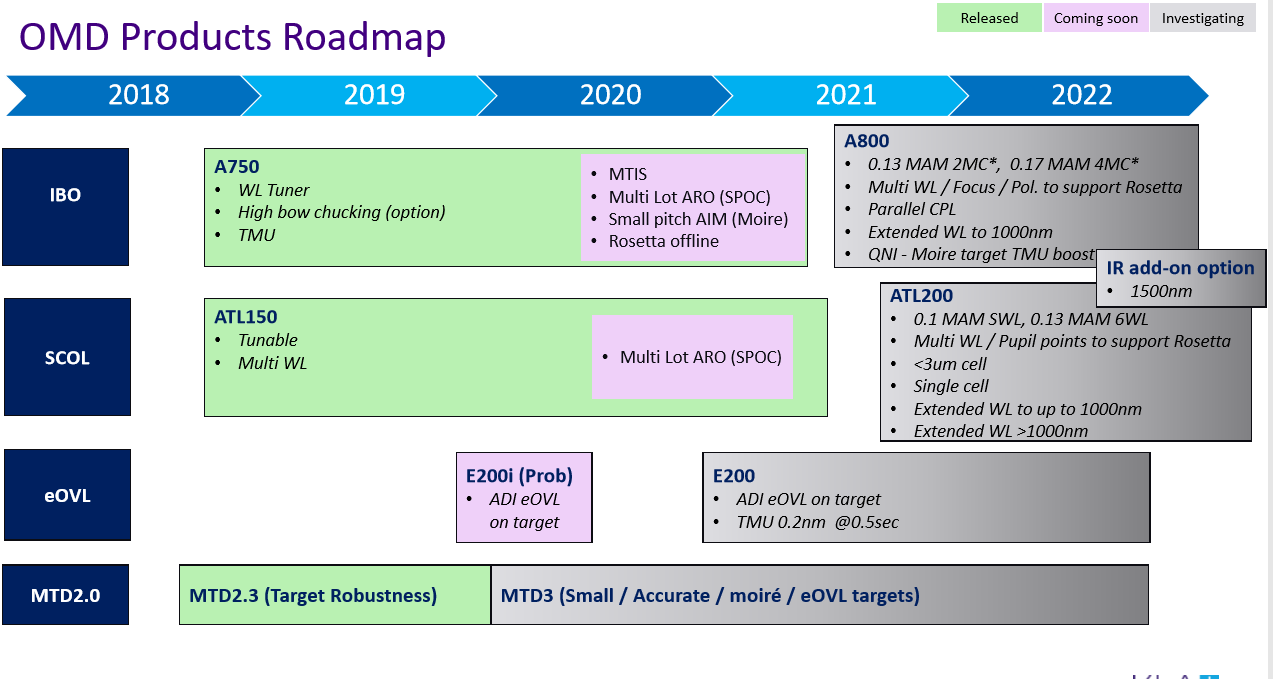 OMD Products Roadmap
Released
Coming soon
Investigating
2018
2019
2020
2021
2022
IBO
A750
• WL Tuner
• High bow chucking (option)
• TMU
• MTIS
• Multi Lot ARO (SPOC)
• Small pitch AIM (Moire)
• Rosetta offline
A800
• 0.13 MAM 2MC*, 0.17 MAM 4MC*
• Multi WL / Focus / Pol. to support Rosetta
• Parallel CPL
• Extended WL to 1000nm
• QNI - Moire target TMU boost
IR add-on option
• 1500nm
SCOL
ATL150
• Tunable
• Multi WL
• Multi Lot ARO (SPOC)
ATL200
• 0.1 MAM SWL, 0.13 MAM 6WL
• Multi WL / Pupil points to support Rosetta
• <3um cell
• Single cell
• Extended WL to up to 1000nm
• Extended WL >1000nm
eOVL
E200i (Prob)
• ADI eOVL
on target
E200
• ADI eOVL on target
• TMU 0.2nm @0.5sec
MTD2.0
MTD2.3 (Target Robustness)
MTD3 (Small / Accurate / moiré / eOVL targets)